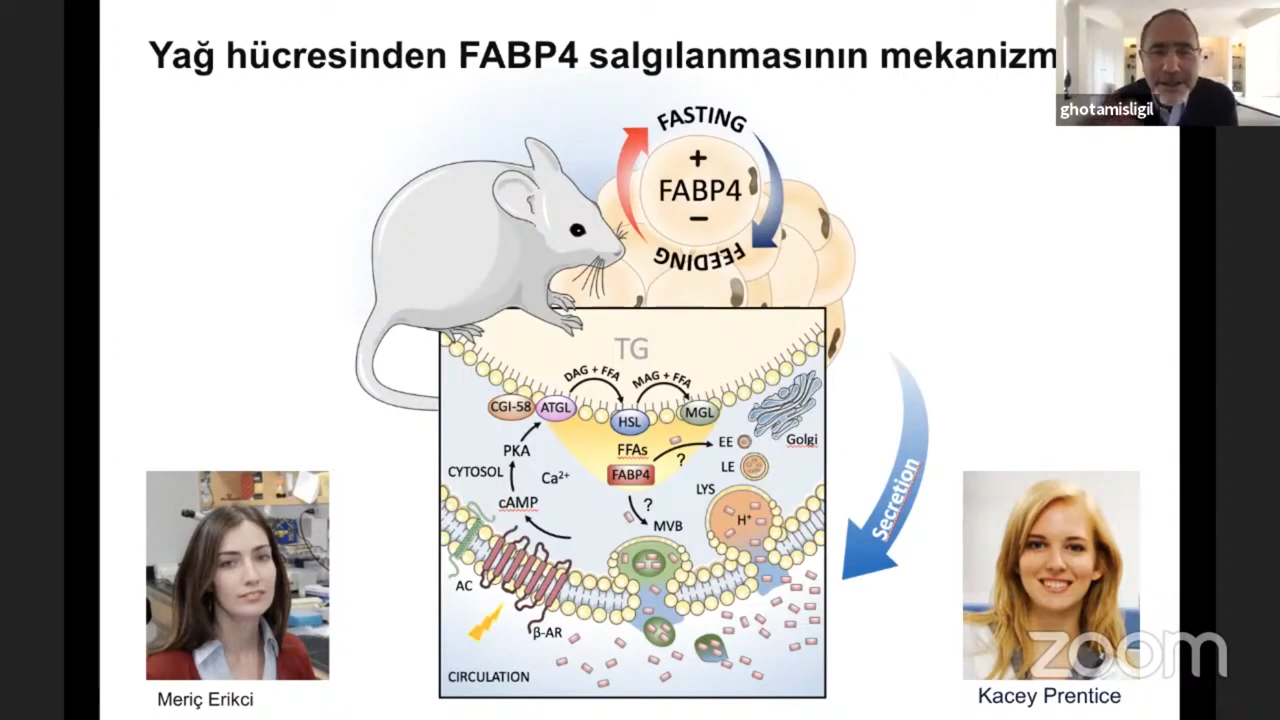 Yağ hücresinden FABP4 salgılanmasının mekanizm
ghotamisligil
FASTING
+
FABP4
−
FEEDING
TG
DAG + FFA
MAG + FFA
CGI-58
ATGL
HSL
MGL
Golgi
PKA
FFAs
EE
?
CYTOSOL
Ca²⁺
FABP4
LE
LYS
cAMP
?
MVB
H⁺
Secretion
AC
β-AR
CIRCULATION
Meriç Erikci
Kacey Prentice
zoom